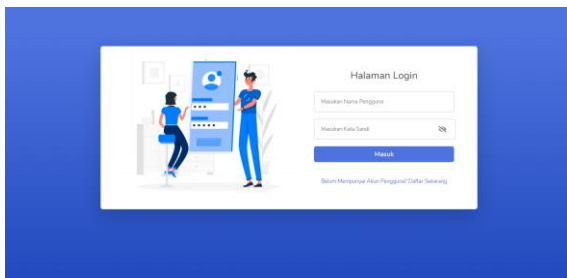 Halaman Login
Masukan Nama Pengguna
Masukan Kata Sandi
Masuk
Belum Mempunyai Akun Pengguna? Daftar Sekarang